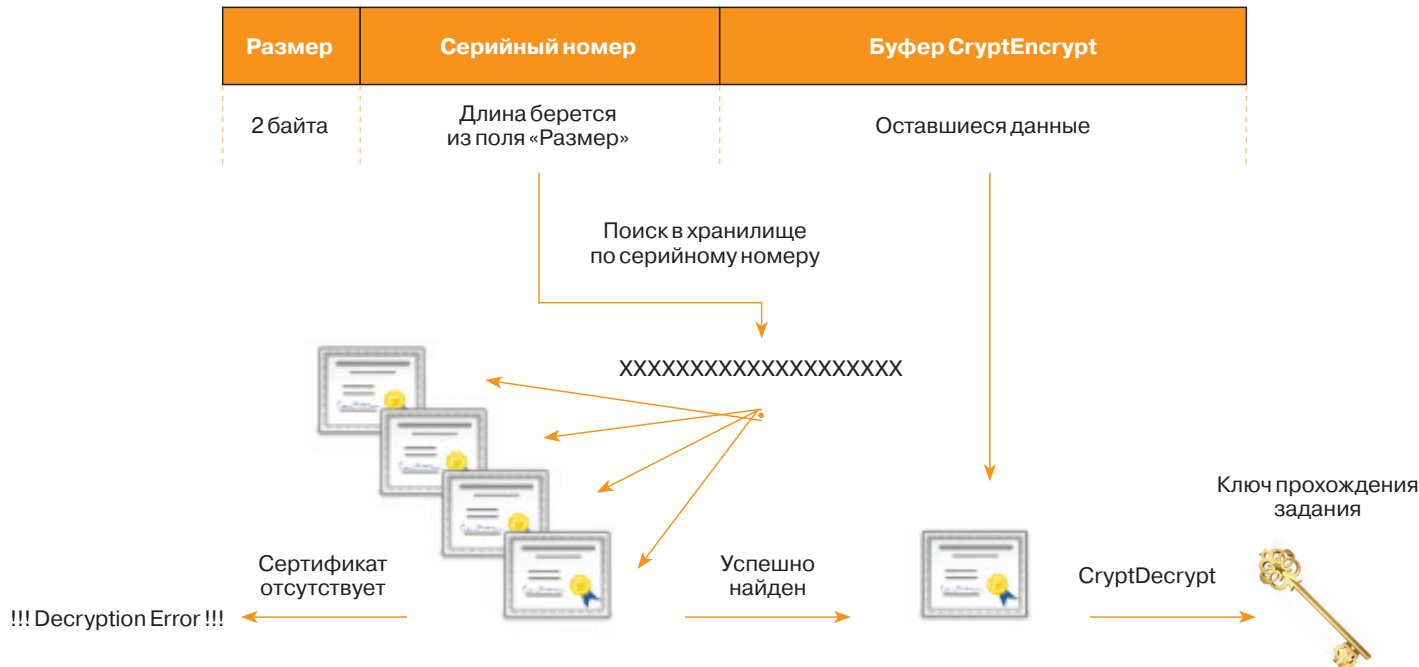 Размер
Серийный номер
Буфер CryptEncrypt
2 байта
Длина берется
из поля «Размер»
Оставшиеся данные
Поиск в хранилище
по серийному номеру
XXXXXXXXXXXXXXXXXXXX
Ключ прохождения
задания
Сертификат
отсутствует
Успешно
найден
CryptDecrypt
!!! Decryption Error !!!